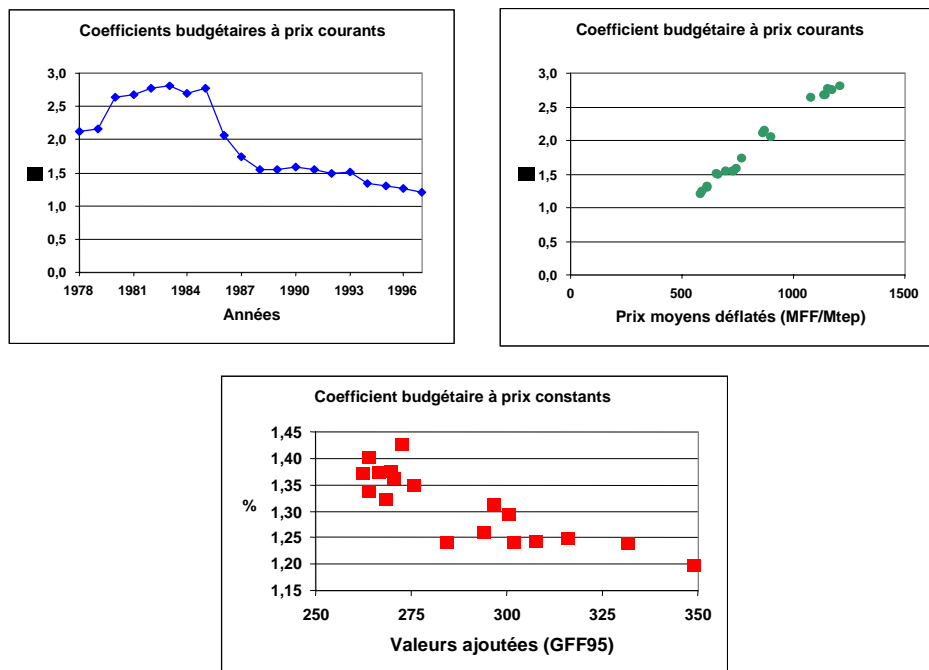 Coefficients budgétaires à prix courants
3,0
2,5
2,0
1,5
1,0
0,5
0,0
1978 1981 1984 1987 1990 1993 1996
Années
Coefficient budgétaire à prix courants
3,0
2,5
2,0
1,5
1,0
0,5
0,0
0 500 1000 1500
Prix moyens déflatés (MFF/Mtep)
Coefficient budgétaire à prix constants
1,45
1,40
1,35
%
1,30
1,25
1,20
1,15
250 275 300 325 350
Valeurs ajoutées (GFF95)